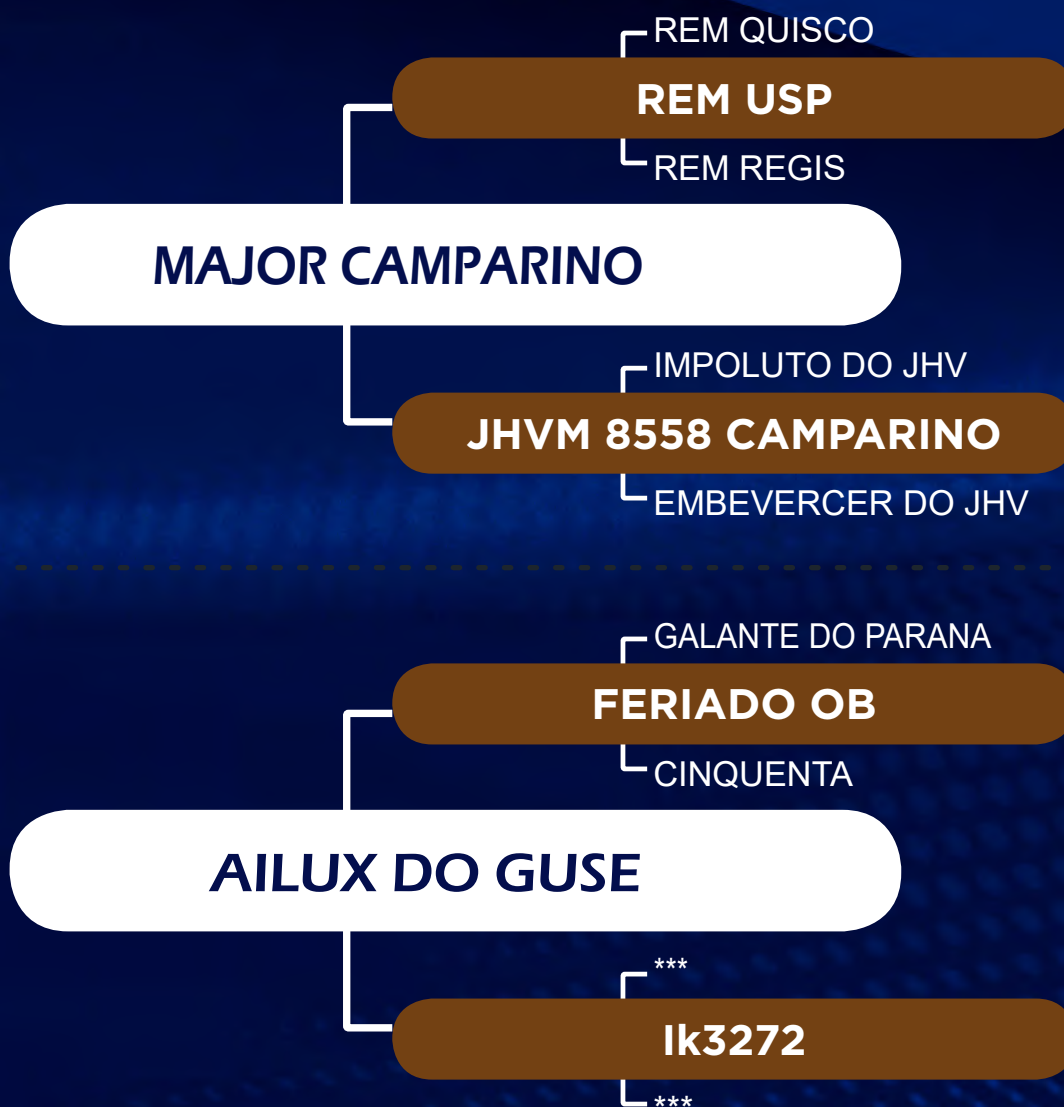 REM QUISCO
REM USP
REM REGIS
MAJOR CAMPARINO
IMPOLUTO DO JHV
JHVM 8558 CAMPARINO
EMBEVERCER DO JHV
GALANTE DO PARANA
FERIADO OB
CINQUENTA
AILUX DO GUSE
***
Ik3272
***